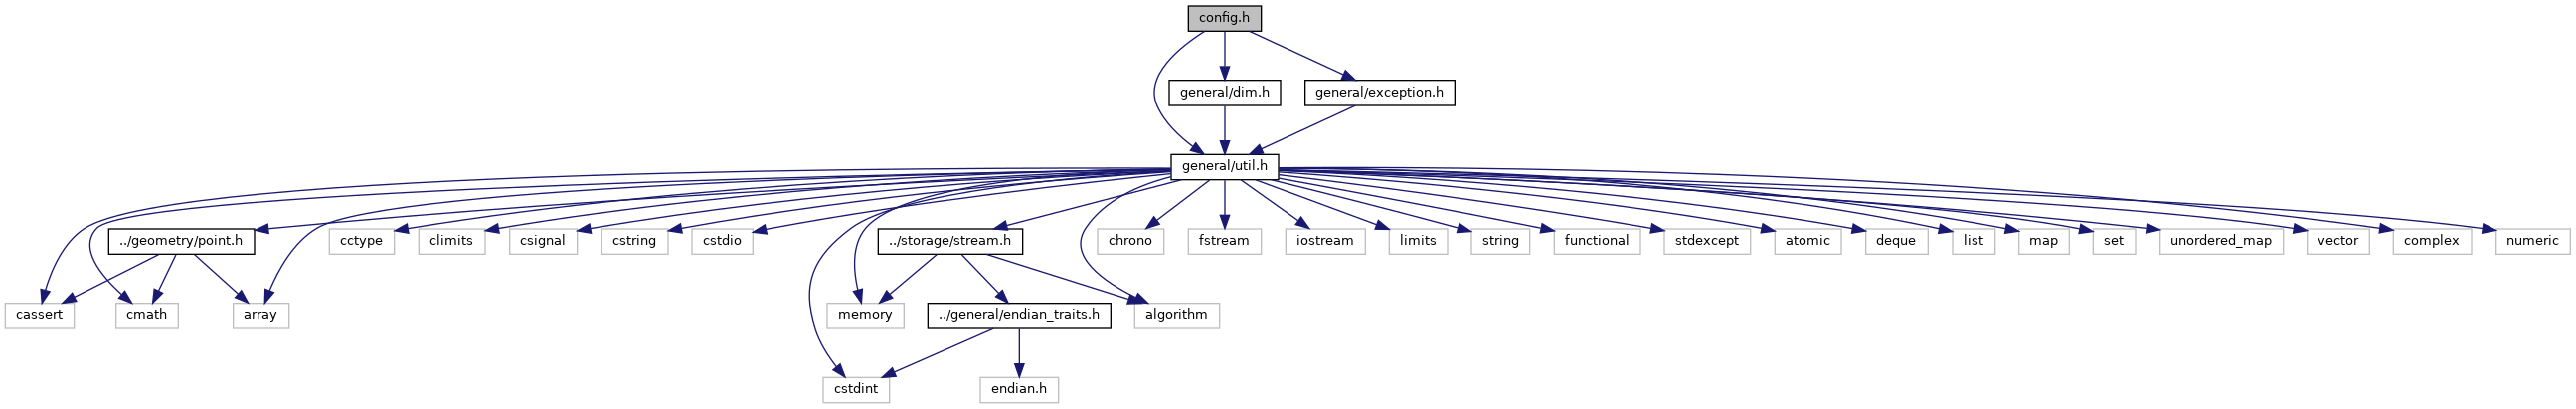 config.h
general/dim.h
general/exception.h
general/util.h
../geometry/point.h
cctype
climits
csignal
cstring
cstdio
../storage/stream.h
chrono
fstream
iostream
limits
string
functional
stdexcept
atomic
deque
list
map
set
unordered_map
vector
complex
numeric
cassert
cmath
array
memory
../general/endian_traits.h
algorithm
cstdint
endian.h